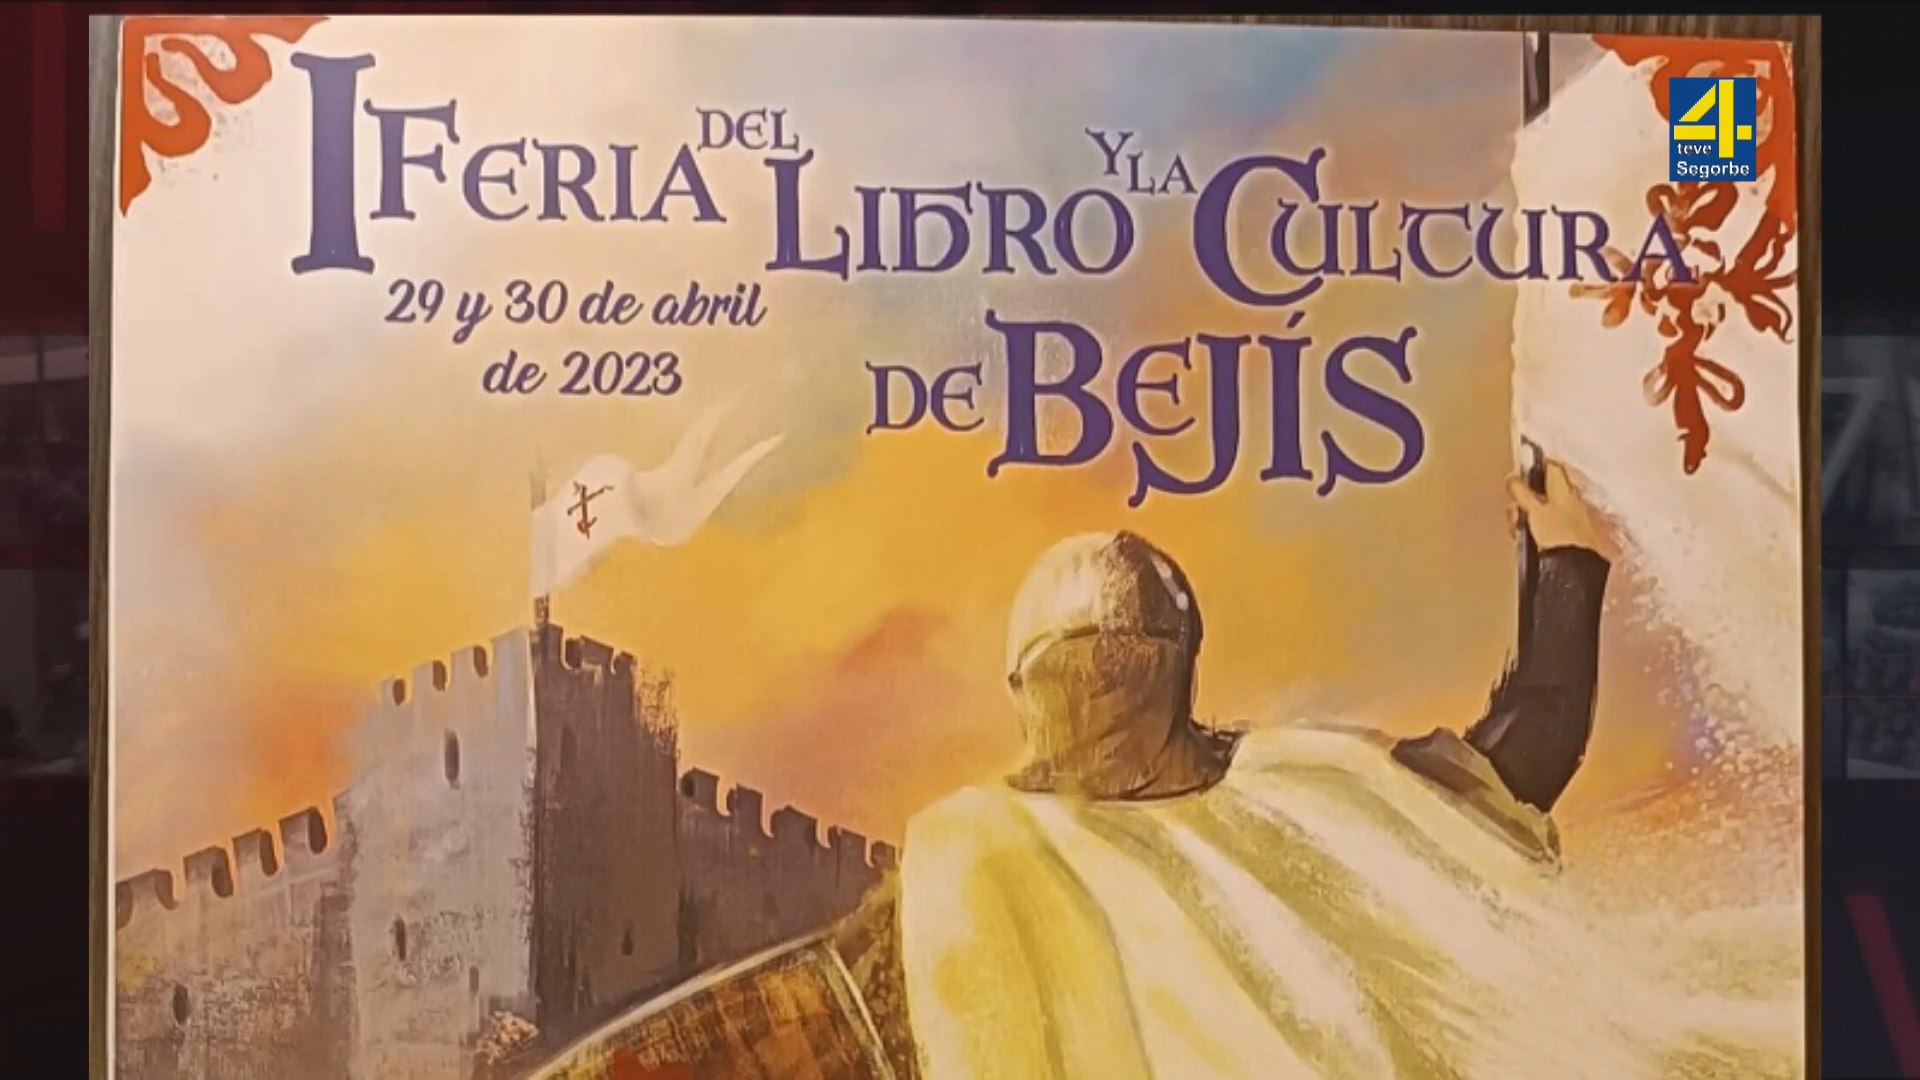 I FERIA DEL LIBRO Y LA CULTURA
DE BEJÍS
29 y 30 de abril
de 2023
4
teve
Segorbe